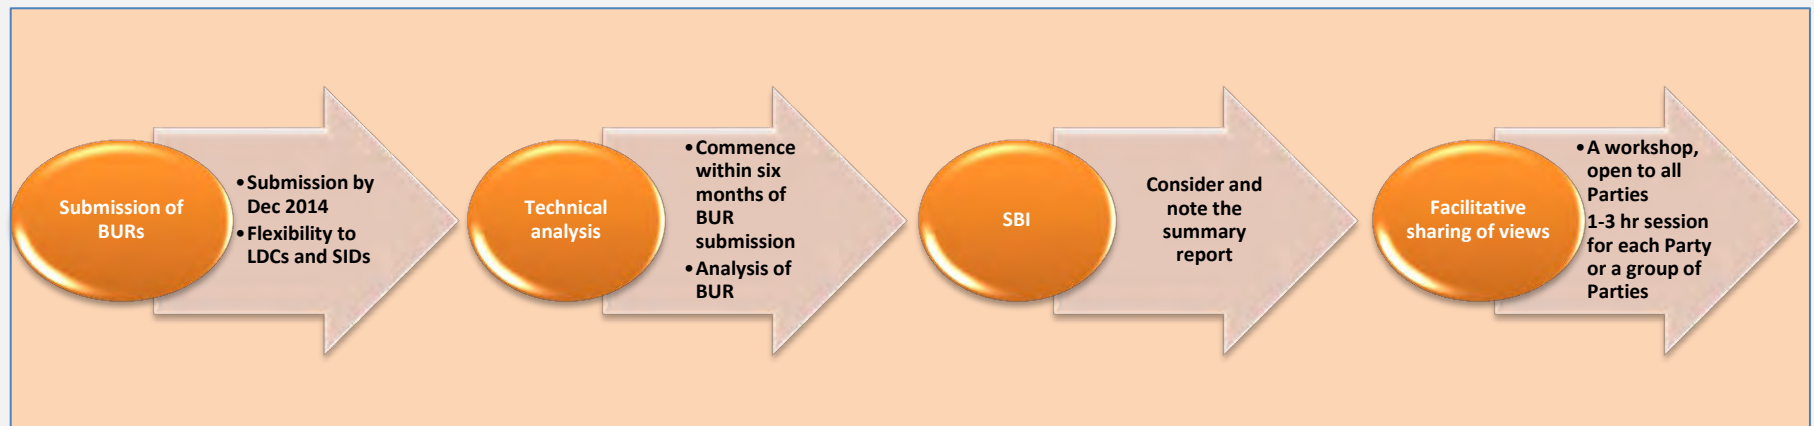 Submission of
BURs
•Submission by
Dec 2014
•Flexibility to
LDCs and SIDs
Technical
analysis
•Commence
within six
months of
BUR
submission
•Analysis of
BUR
SBI
Consider and
note the
summary
report
Facilitative
sharing of views
•A workshop,
open to all
Parties
1-3 hr session
for each Party
or a group of
Parties